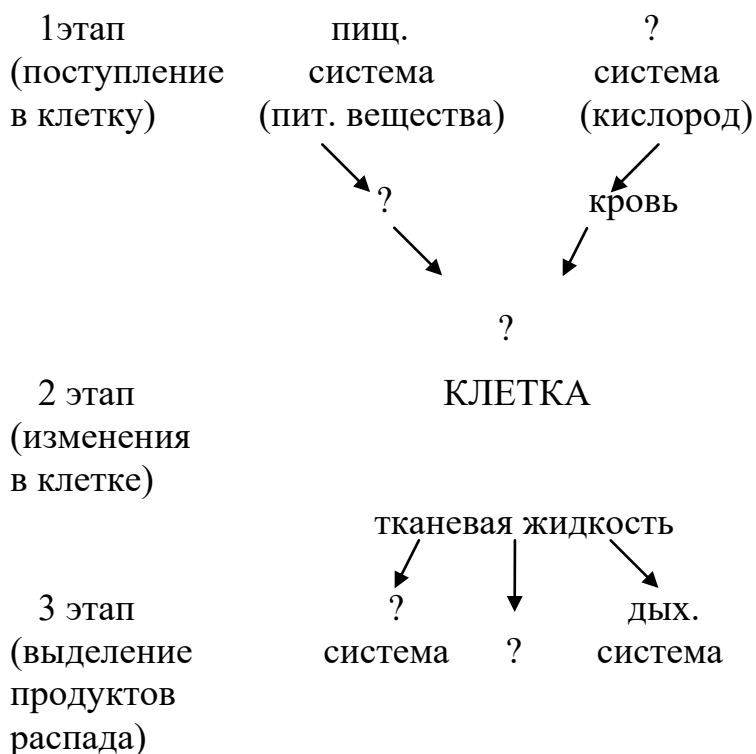 1этап пищ. ?
(поступление система система
в клетку) (пит. вещества) (кислород)
? кровь
?
2 этап КЛЕТКА
(изменения
в клетке)
тканевая жидкость
3 этап ? дых.
(выделение система ? система
продуктов
распада)